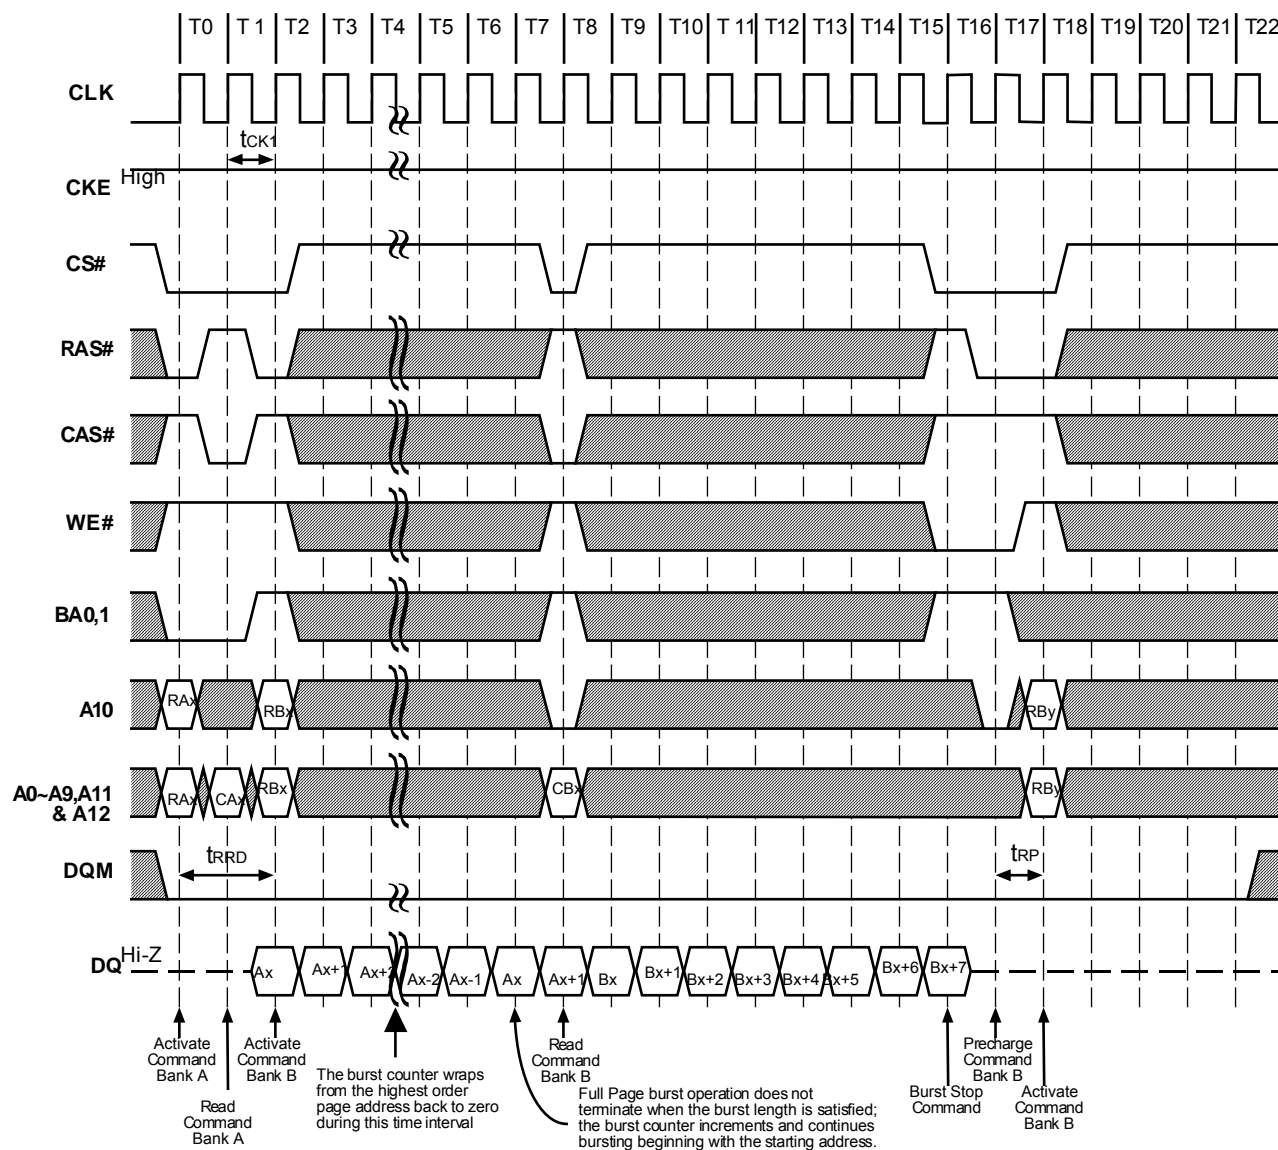 T0 T 1 T2 T3 T4 T5 T6 T7 T8 T9 T10 T 11 T12 T13 T14 T15 T16 T17 T18 T19 T20 T21 T22
CLK
tCK1
High
CKE
CS#
RAS#
CAS#
WE#
BA0,1
A10
RAx RBx RBy
A0~A9,A11
& A12
RAx CAx RBx CBx RBy
DQM
tRRD tRP
DQ Hi-Z
Ax Ax+1 Ax+2 Ax-2 Ax-1 Ax Ax+1 Bx Bx+1 Bx+2 Bx+3 Bx+4 Bx+5 Bx+6 Bx+7
Activate
Command
Bank A
Read
Command
Bank A
Activate
Command
Bank B
The burst counter wraps
from the highest order
page address back to zero
during this time interval
Read
Command
Bank B
Full Page burst operation does not
terminate when the burst length is satisfied;
the burst counter increments and continues
bursting beginning with the starting address.
Burst Stop
Command
Precharge
Command
Bank B
Activate
Command
Bank B